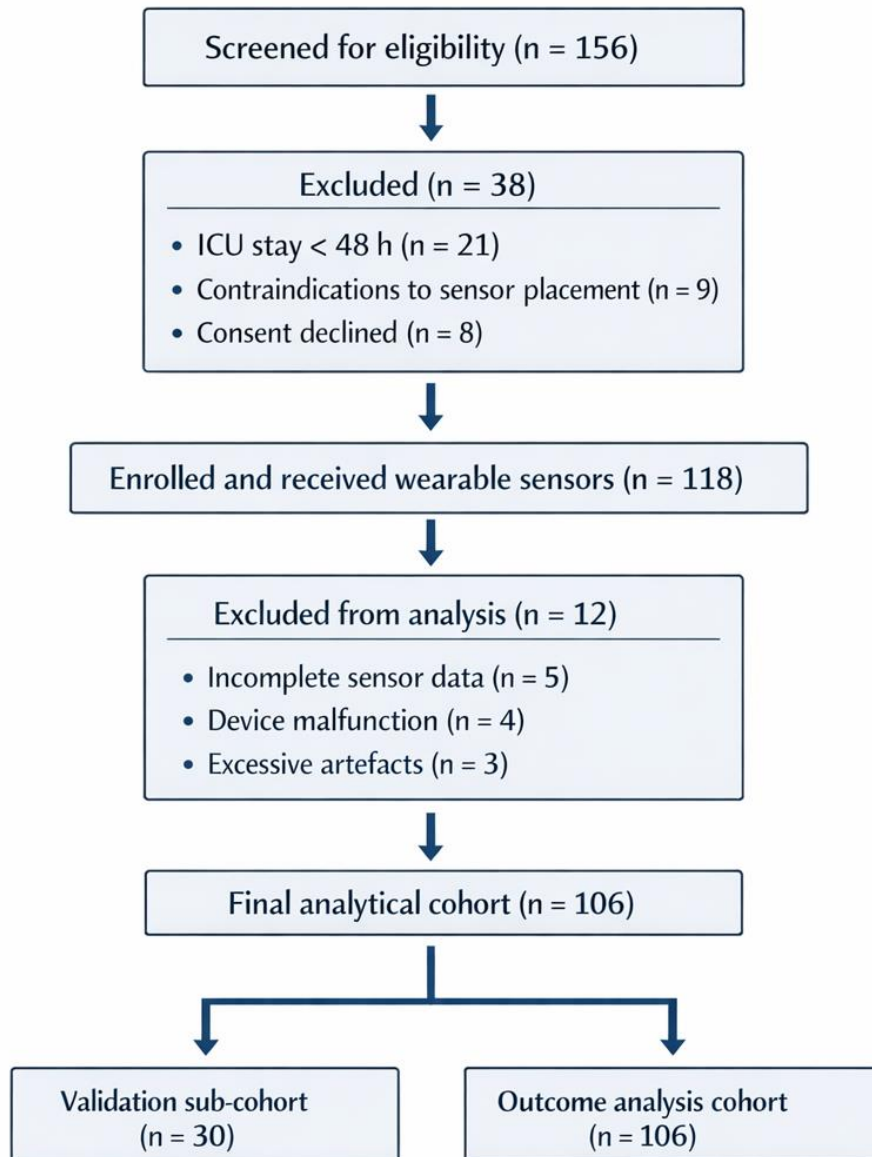 Screened for eligibility (n = 156)
Excluded (n = 38)
• ICU stay < 48 h (n = 21)
• Contraindications to sensor placement (n = 9)
• Consent declined (n = 8)
Enrolled and received wearable sensors (n = 118)
Excluded from analysis (n = 12)
• Incomplete sensor data (n = 5)
• Device malfunction (n = 4)
• Excessive artefacts (n = 3)
Final analytical cohort (n = 106)
Validation sub-cohort
(n = 30)
Outcome analysis cohort
(n = 106)